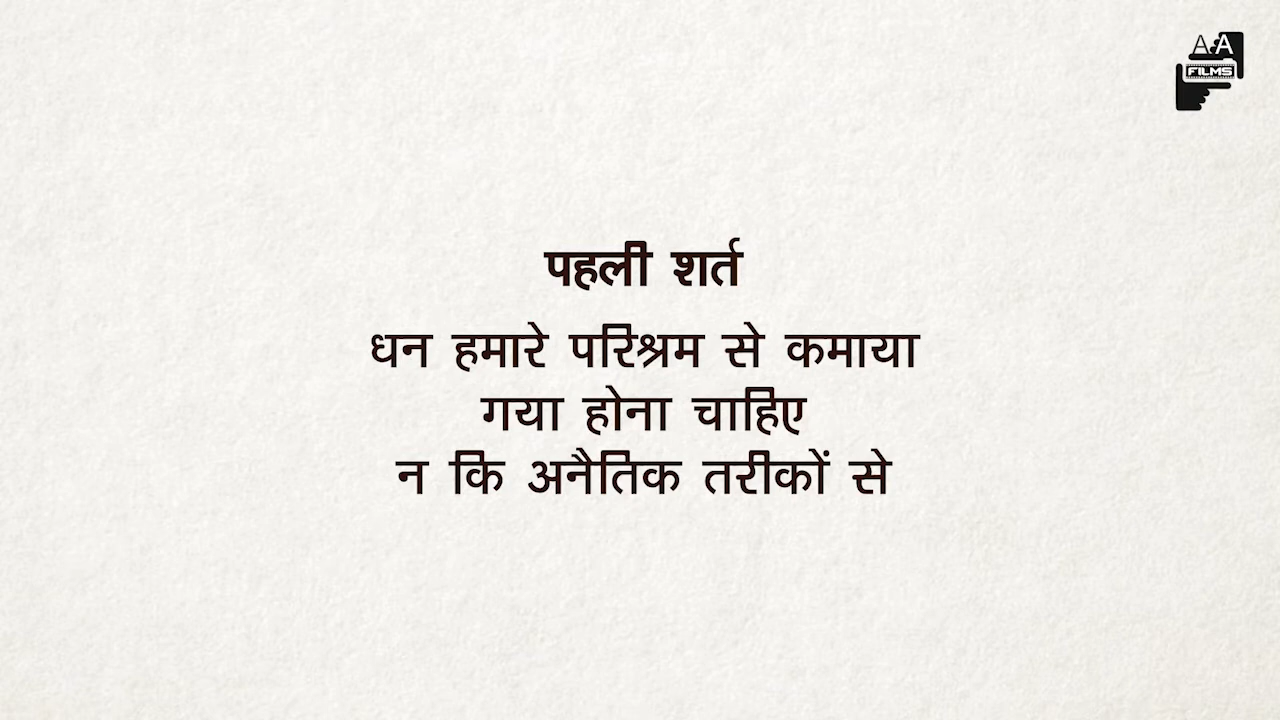 A&A
FILMS
पहली शर्त
धन हमारे परिश्रम से कमाया
गया होना चाहिए
न कि अनैतिक तरीकों से